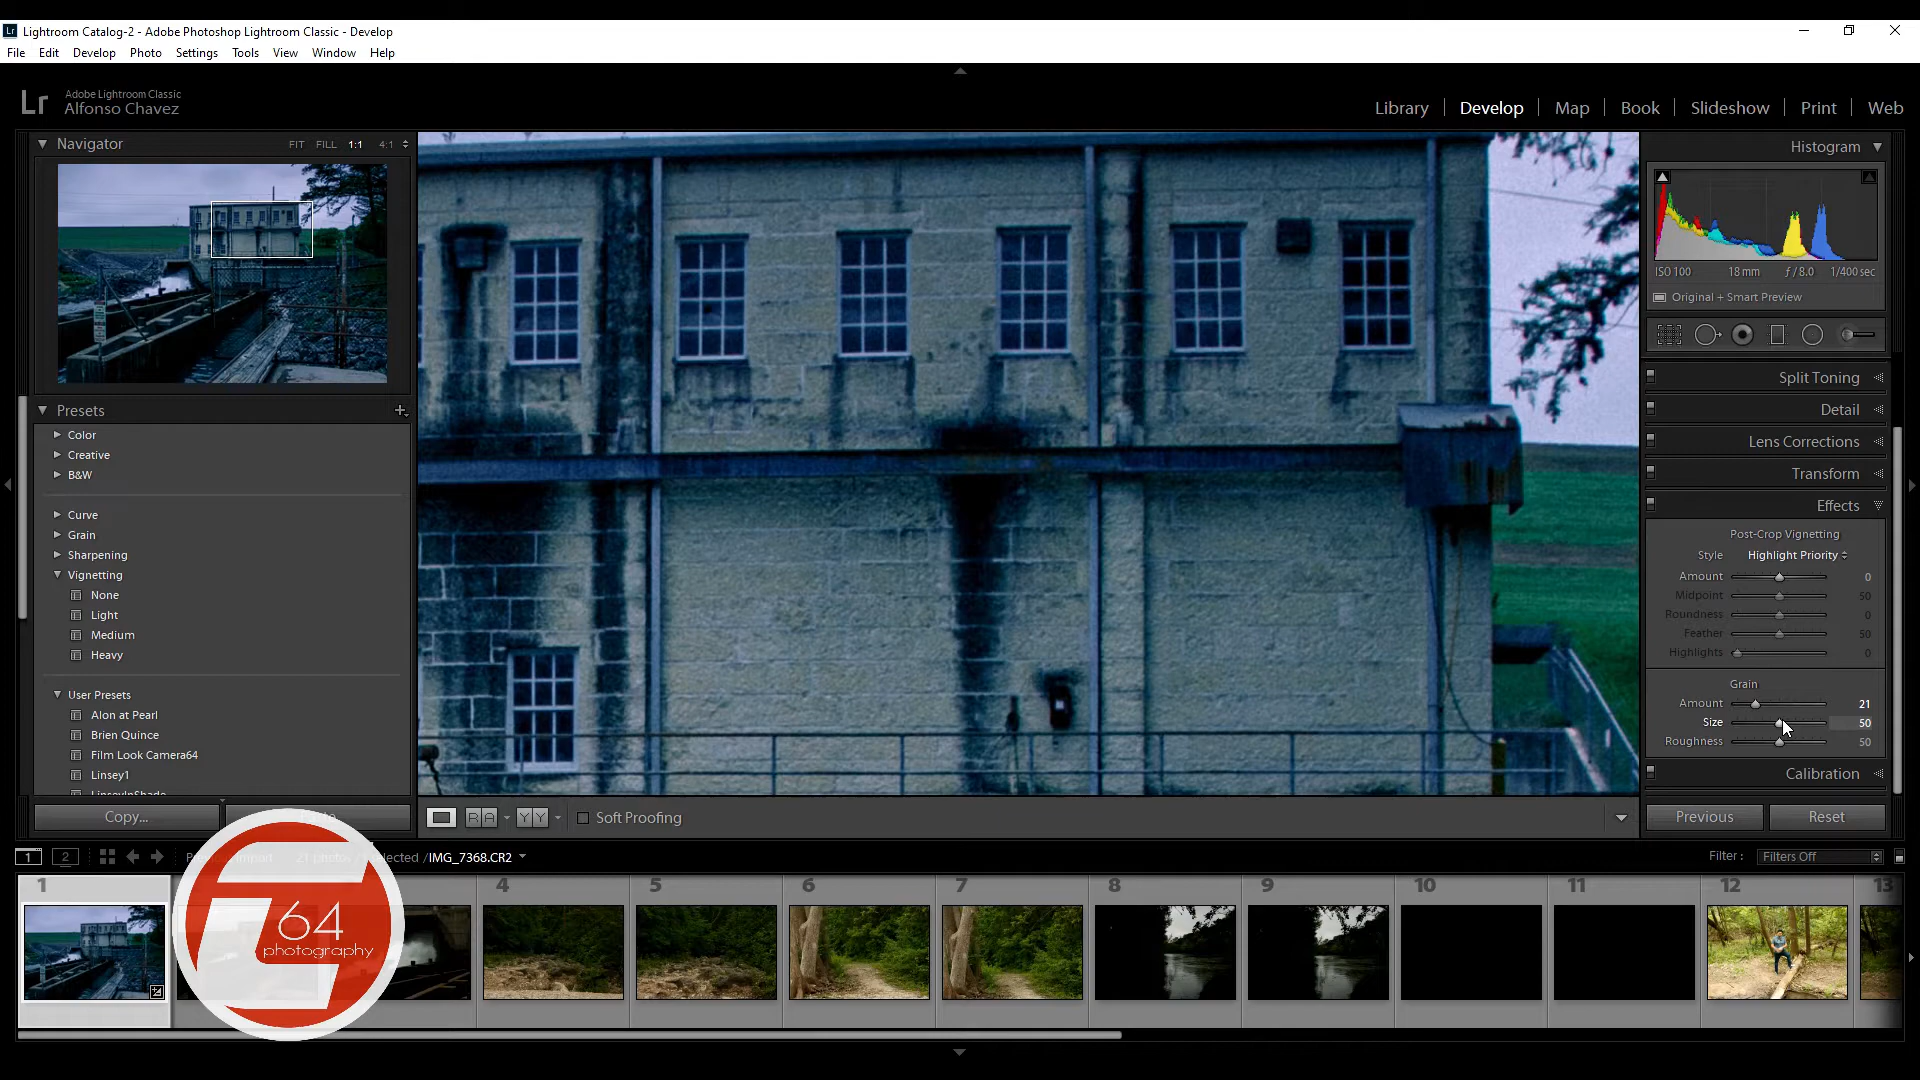 Lightroom Catalog-2 - Adobe Photoshop Lightroom Classic - Develop
File Edit Develop Photo Settings Tools View Window Help
Lr Adobe Lightroom Classic
Alfonso Chavez
Library Develop Map Book Slideshow Print Web
Navigator FIT FILL 1:1 4:1
Presets
Color
Creative
B&W
Curve
Grain
Sharpening
Vignetting
None
Light
Medium
Heavy
User Presets
Alon at Pearl
Brien Quince
Film Look Camera64
Linsey1
LinseyInShade
Copy...
Soft Proofing
Histogram
ISO 100 18 mm ƒ / 8.0 1/400 sec
Original + Smart Preview
Split Toning
Detail
Lens Corrections
Transform
Effects
Post-Crop Vignetting
Style Highlight Priority
Amount 0
Midpoint 50
Roundness 0
Feather 50
Highlights 0
Grain
Amount 21
Size 50
Roughness 50
Calibration
Previous Reset
1 2 21 photos / selected / IMG_7368.CR2
Filter : Filters Off
1 4 5 6 7 8 9 10 11 12 13
64
photography